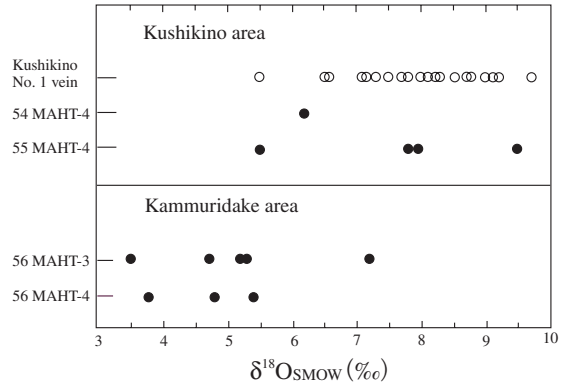 Kushikino area
Kushikino
No. 1 vein
54 MAHT-4
55 MAHT-4
Kammuridake area
56 MAHT-3
56 MAHT-4
3 4 5 6 7 8 9 10
δ¹⁸OSMOW (‰)